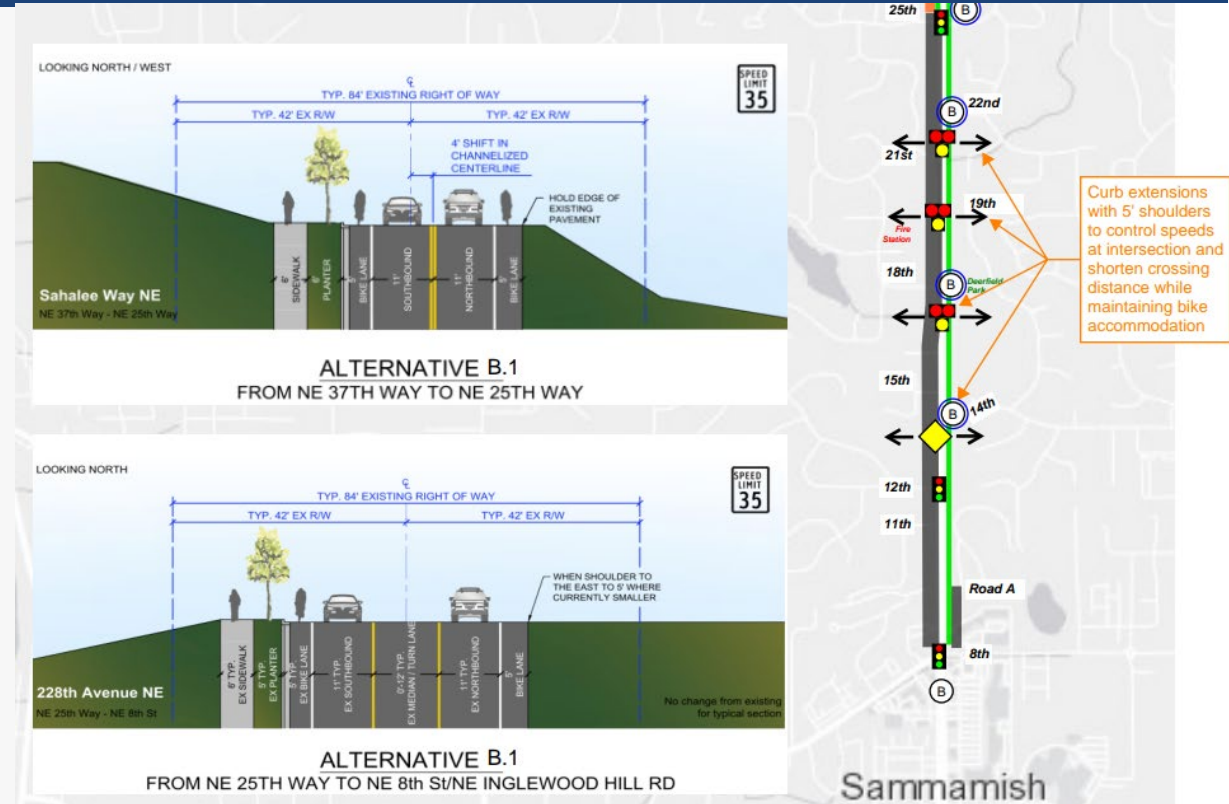 LOOKING NORTH / WEST
SPEED
LIMIT
35
℄
TYP. 84' EXISTING RIGHT OF WAY
TYP. 42' EX R/W
TYP. 42' EX R/W
4' SHIFT IN
CHANNELIZED
CENTERLINE
HOLD EDGE OF
EXISTING
PAVEMENT
6'
SIDEWALK
6'
PLANTER
5'
BIKE LANE
11'
SOUTHBOUND
11'
NORTHBOUND
5'
BIKE LANE
Sahalee Way NE
NE 37th Way - NE 25th Way
ALTERNATIVE B.1
FROM NE 37TH WAY TO NE 25TH WAY
LOOKING NORTH
SPEED
LIMIT
35
℄
TYP. 84' EXISTING RIGHT OF WAY
TYP. 42' EX R/W
TYP. 42' EX R/W
WHEN SHOULDER TO
THE EAST TO 5' WHERE
CURRENTLY SMALLER
6' TYP.
EX SIDEWALK
5' TYP.
EX PLANTER
5' TYP.
EX BIKE LANE
11' TYP.
EX SOUTHBOUND
0'-12' TYP.
EX MEDIAN / TURN LANE
11' TYP.
EX NORTHBOUND
5'
BIKE LANE
228th Avenue NE
NE 25th Way - NE 8th St
No change from existing
for typical section
ALTERNATIVE B.1
FROM NE 25TH WAY TO NE 8th St/NE INGLEWOOD HILL RD
25th
B
22nd
B
21st
19th
Fire
Station
18th
B
Deerfield
Park
15th
14th
B
12th
11th
Road A
8th
B
Curb extensions
with 5' shoulders
to control speeds
at intersection and
shorten crossing
distance while
maintaining bike
accommodation
Sammamish